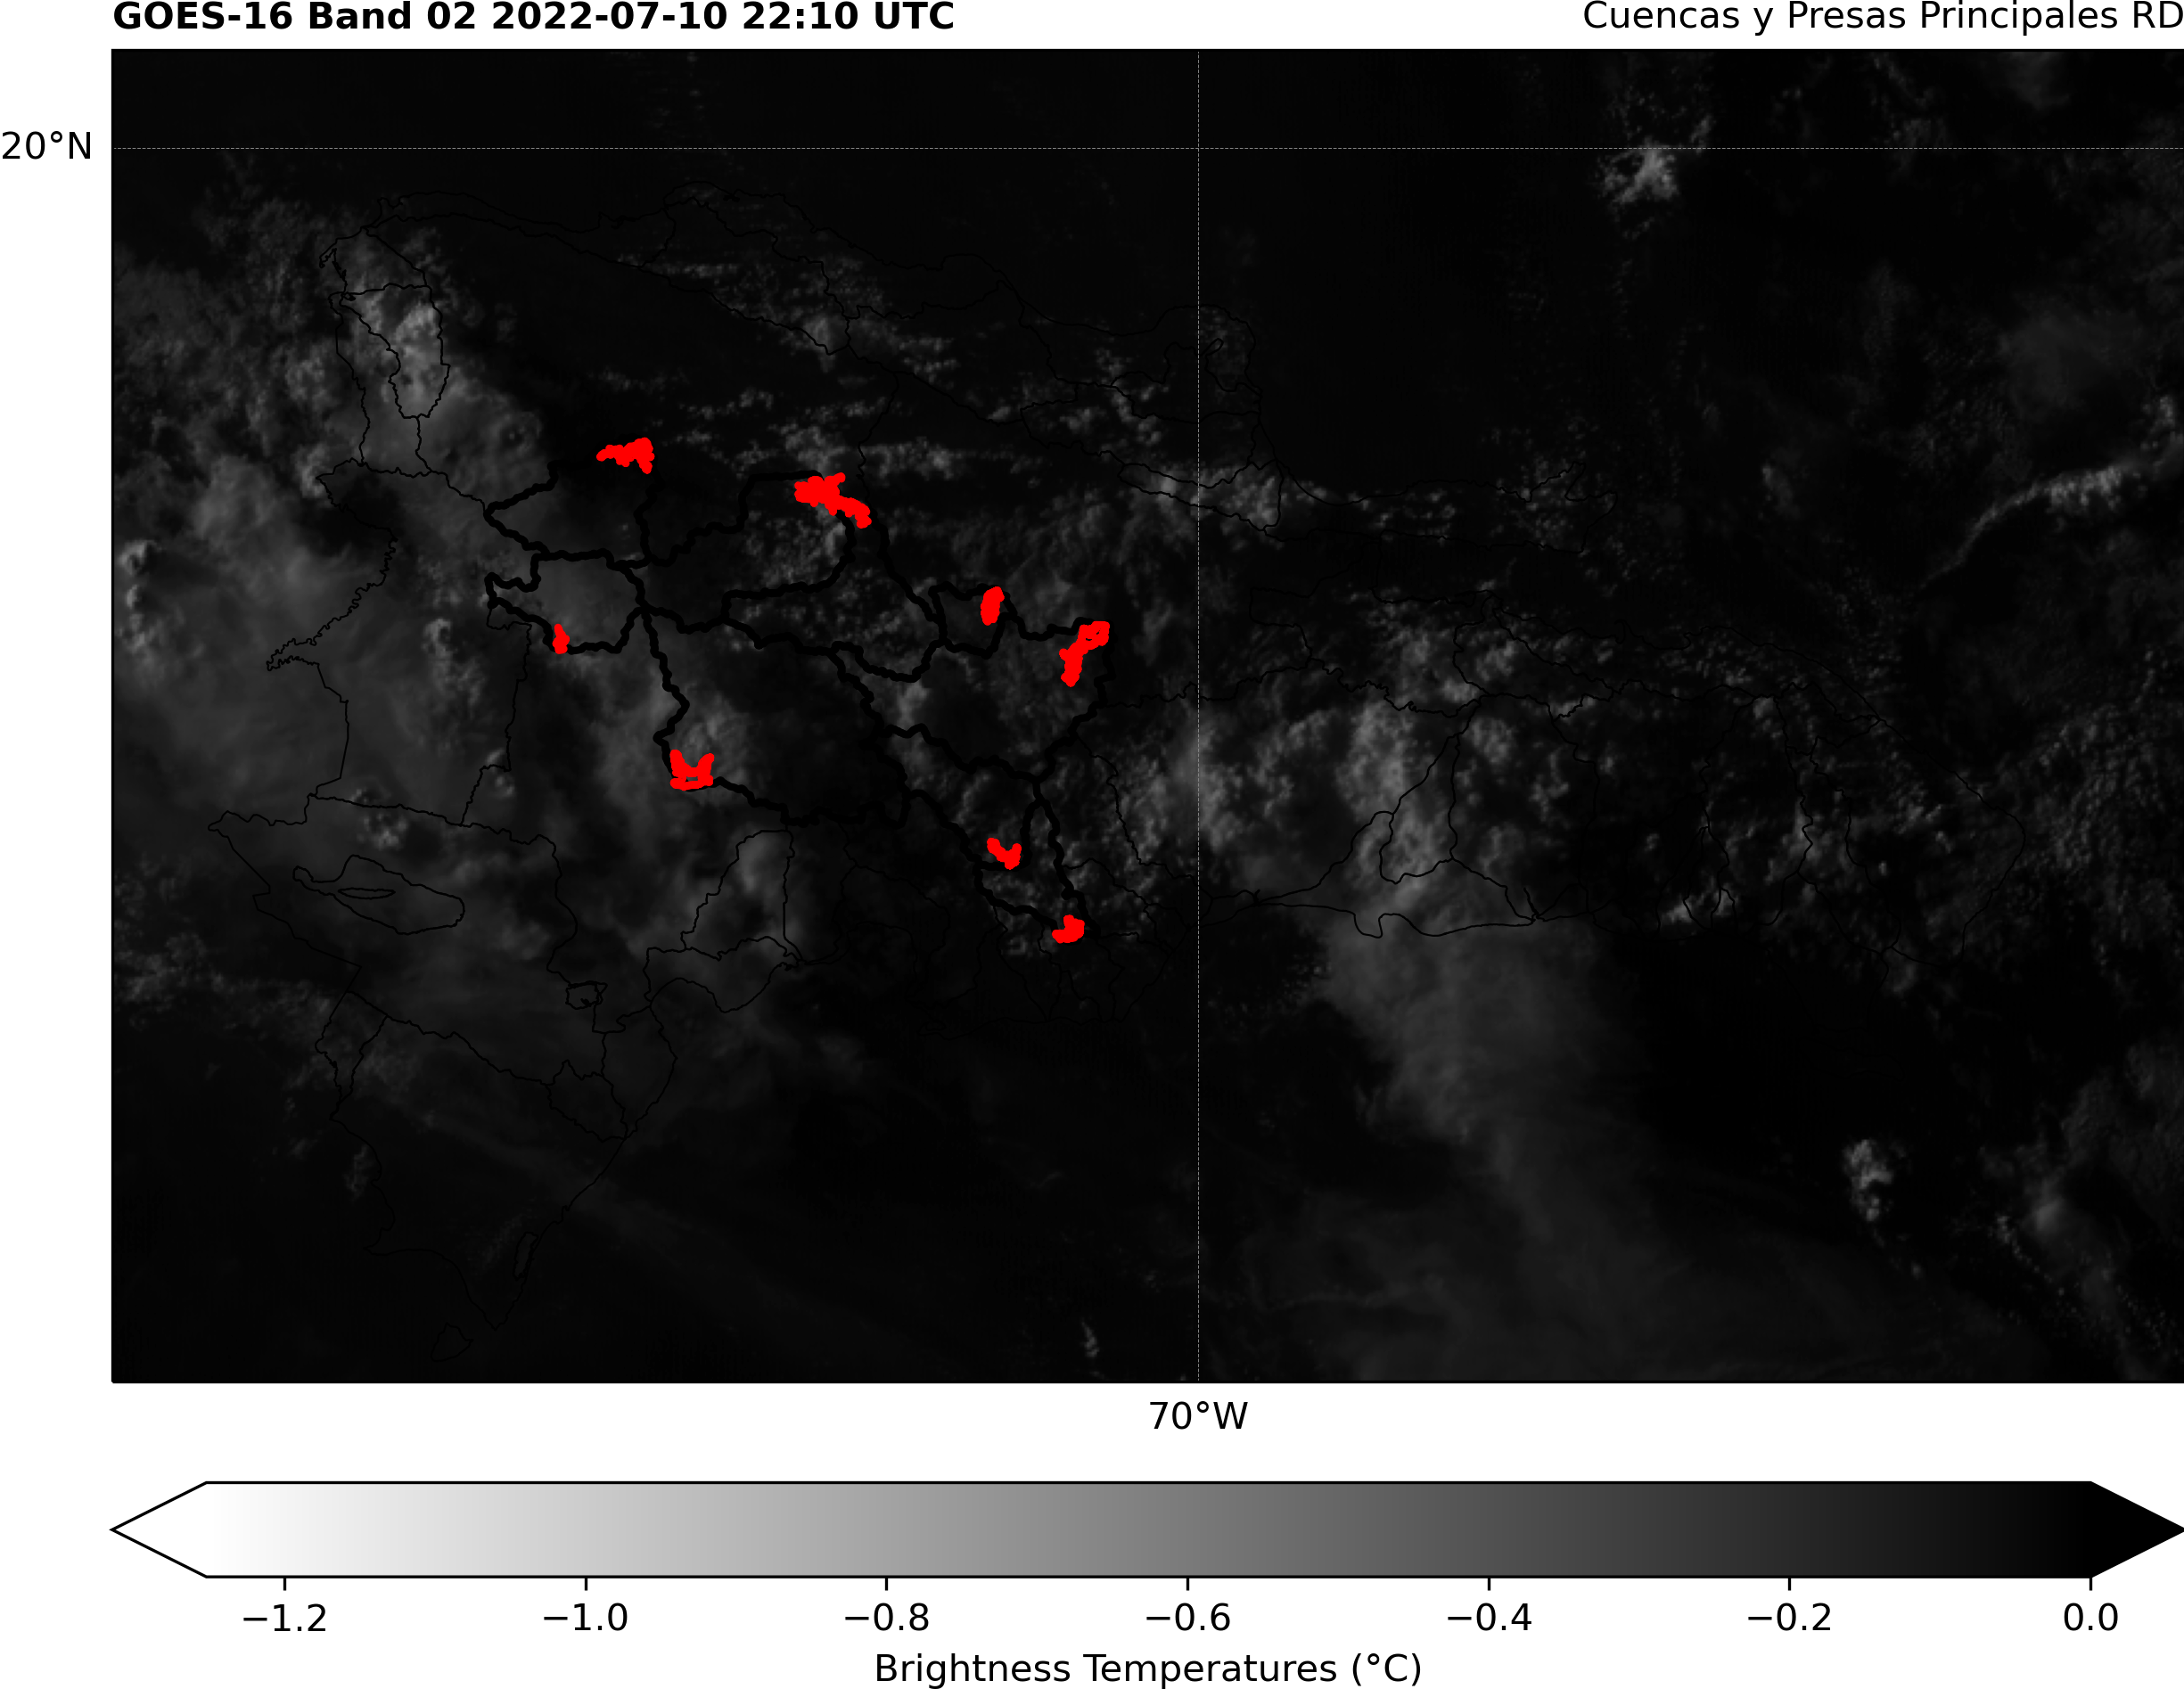 GOES-16 Band 02 2022-07-10 22:10 UTC
Cuencas y Presas Principales RD
20°N
70°W
−1.2 −1.0 −0.8 −0.6 −0.4 −0.2 0.0
Brightness Temperatures (°C)